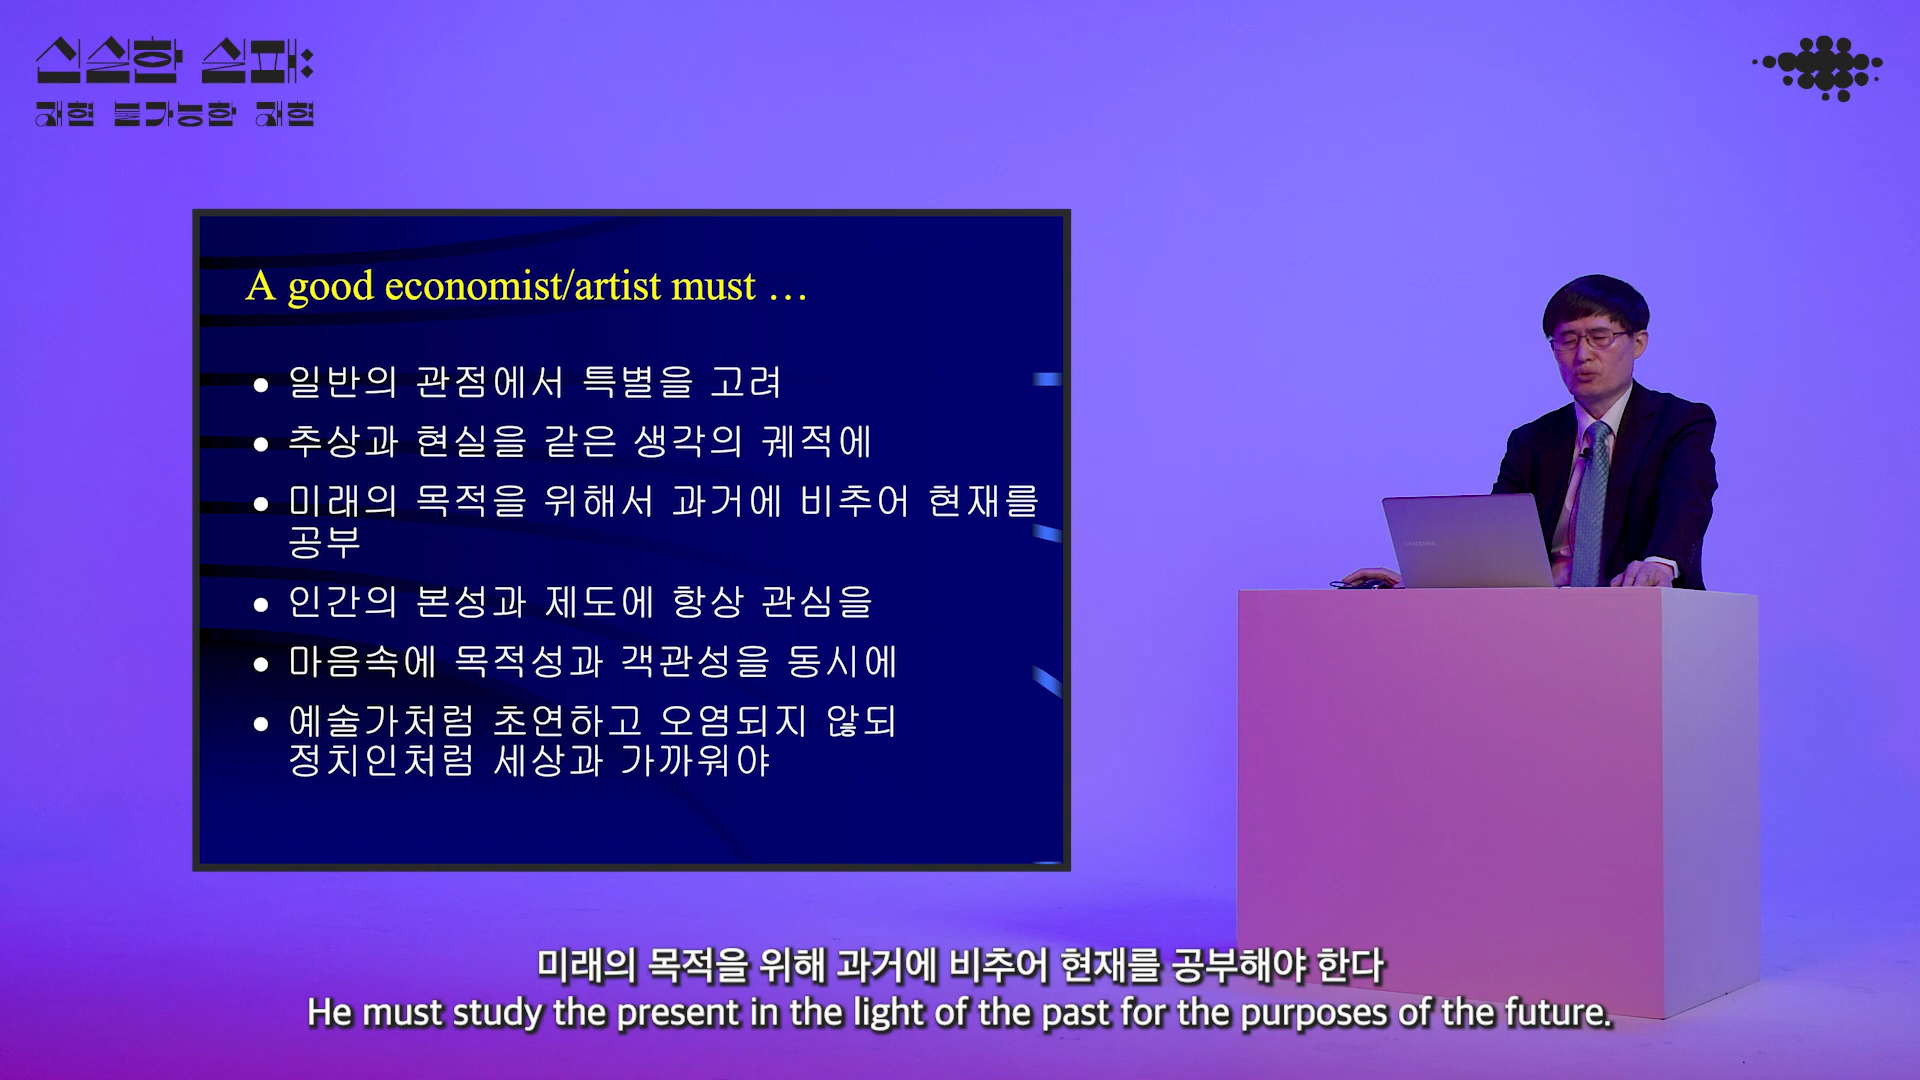 신실한 실패:
재현 불가능한 재현
A good economist/artist must …
• 일반의 관점에서 특별을 고려
• 추상과 현실을 같은 생각의 궤적에
• 미래의 목적을 위해서 과거에 비추어 현재를
공부
• 인간의 본성과 제도에 항상 관심을
• 마음속에 목적성과 객관성을 동시에
• 예술가처럼 초연하고 오염되지 않되
정치인처럼 세상과 가까워야
SAMSUNG
미래의 목적을 위해 과거에 비추어 현재를 공부해야 한다
He must study the present in the light of the past for the purposes of the future.